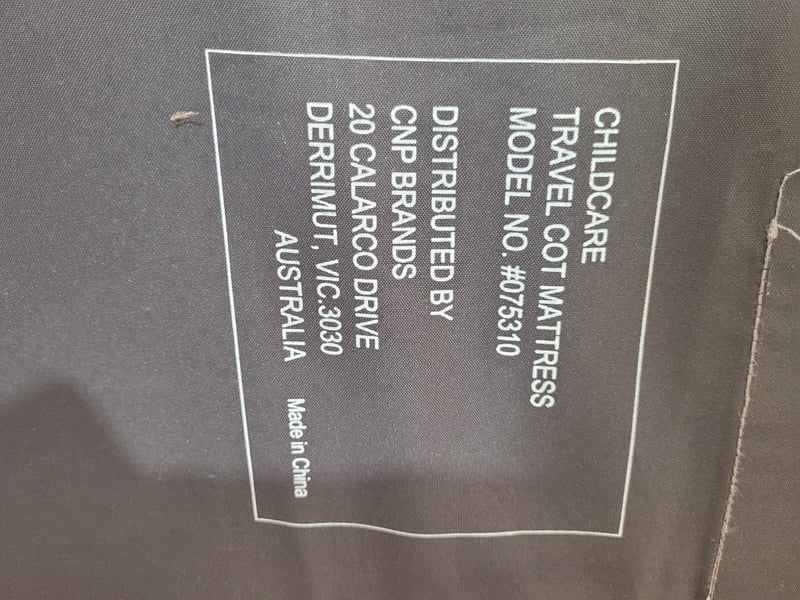 CHILDCARE
TRAVEL COT MATTRESS
MODEL NO. #075310
DISTRIBUTED BY
CNP BRANDS
20 CALARCO DRIVE
DERRIMUT, VIC.3030
AUSTRALIA Made in China